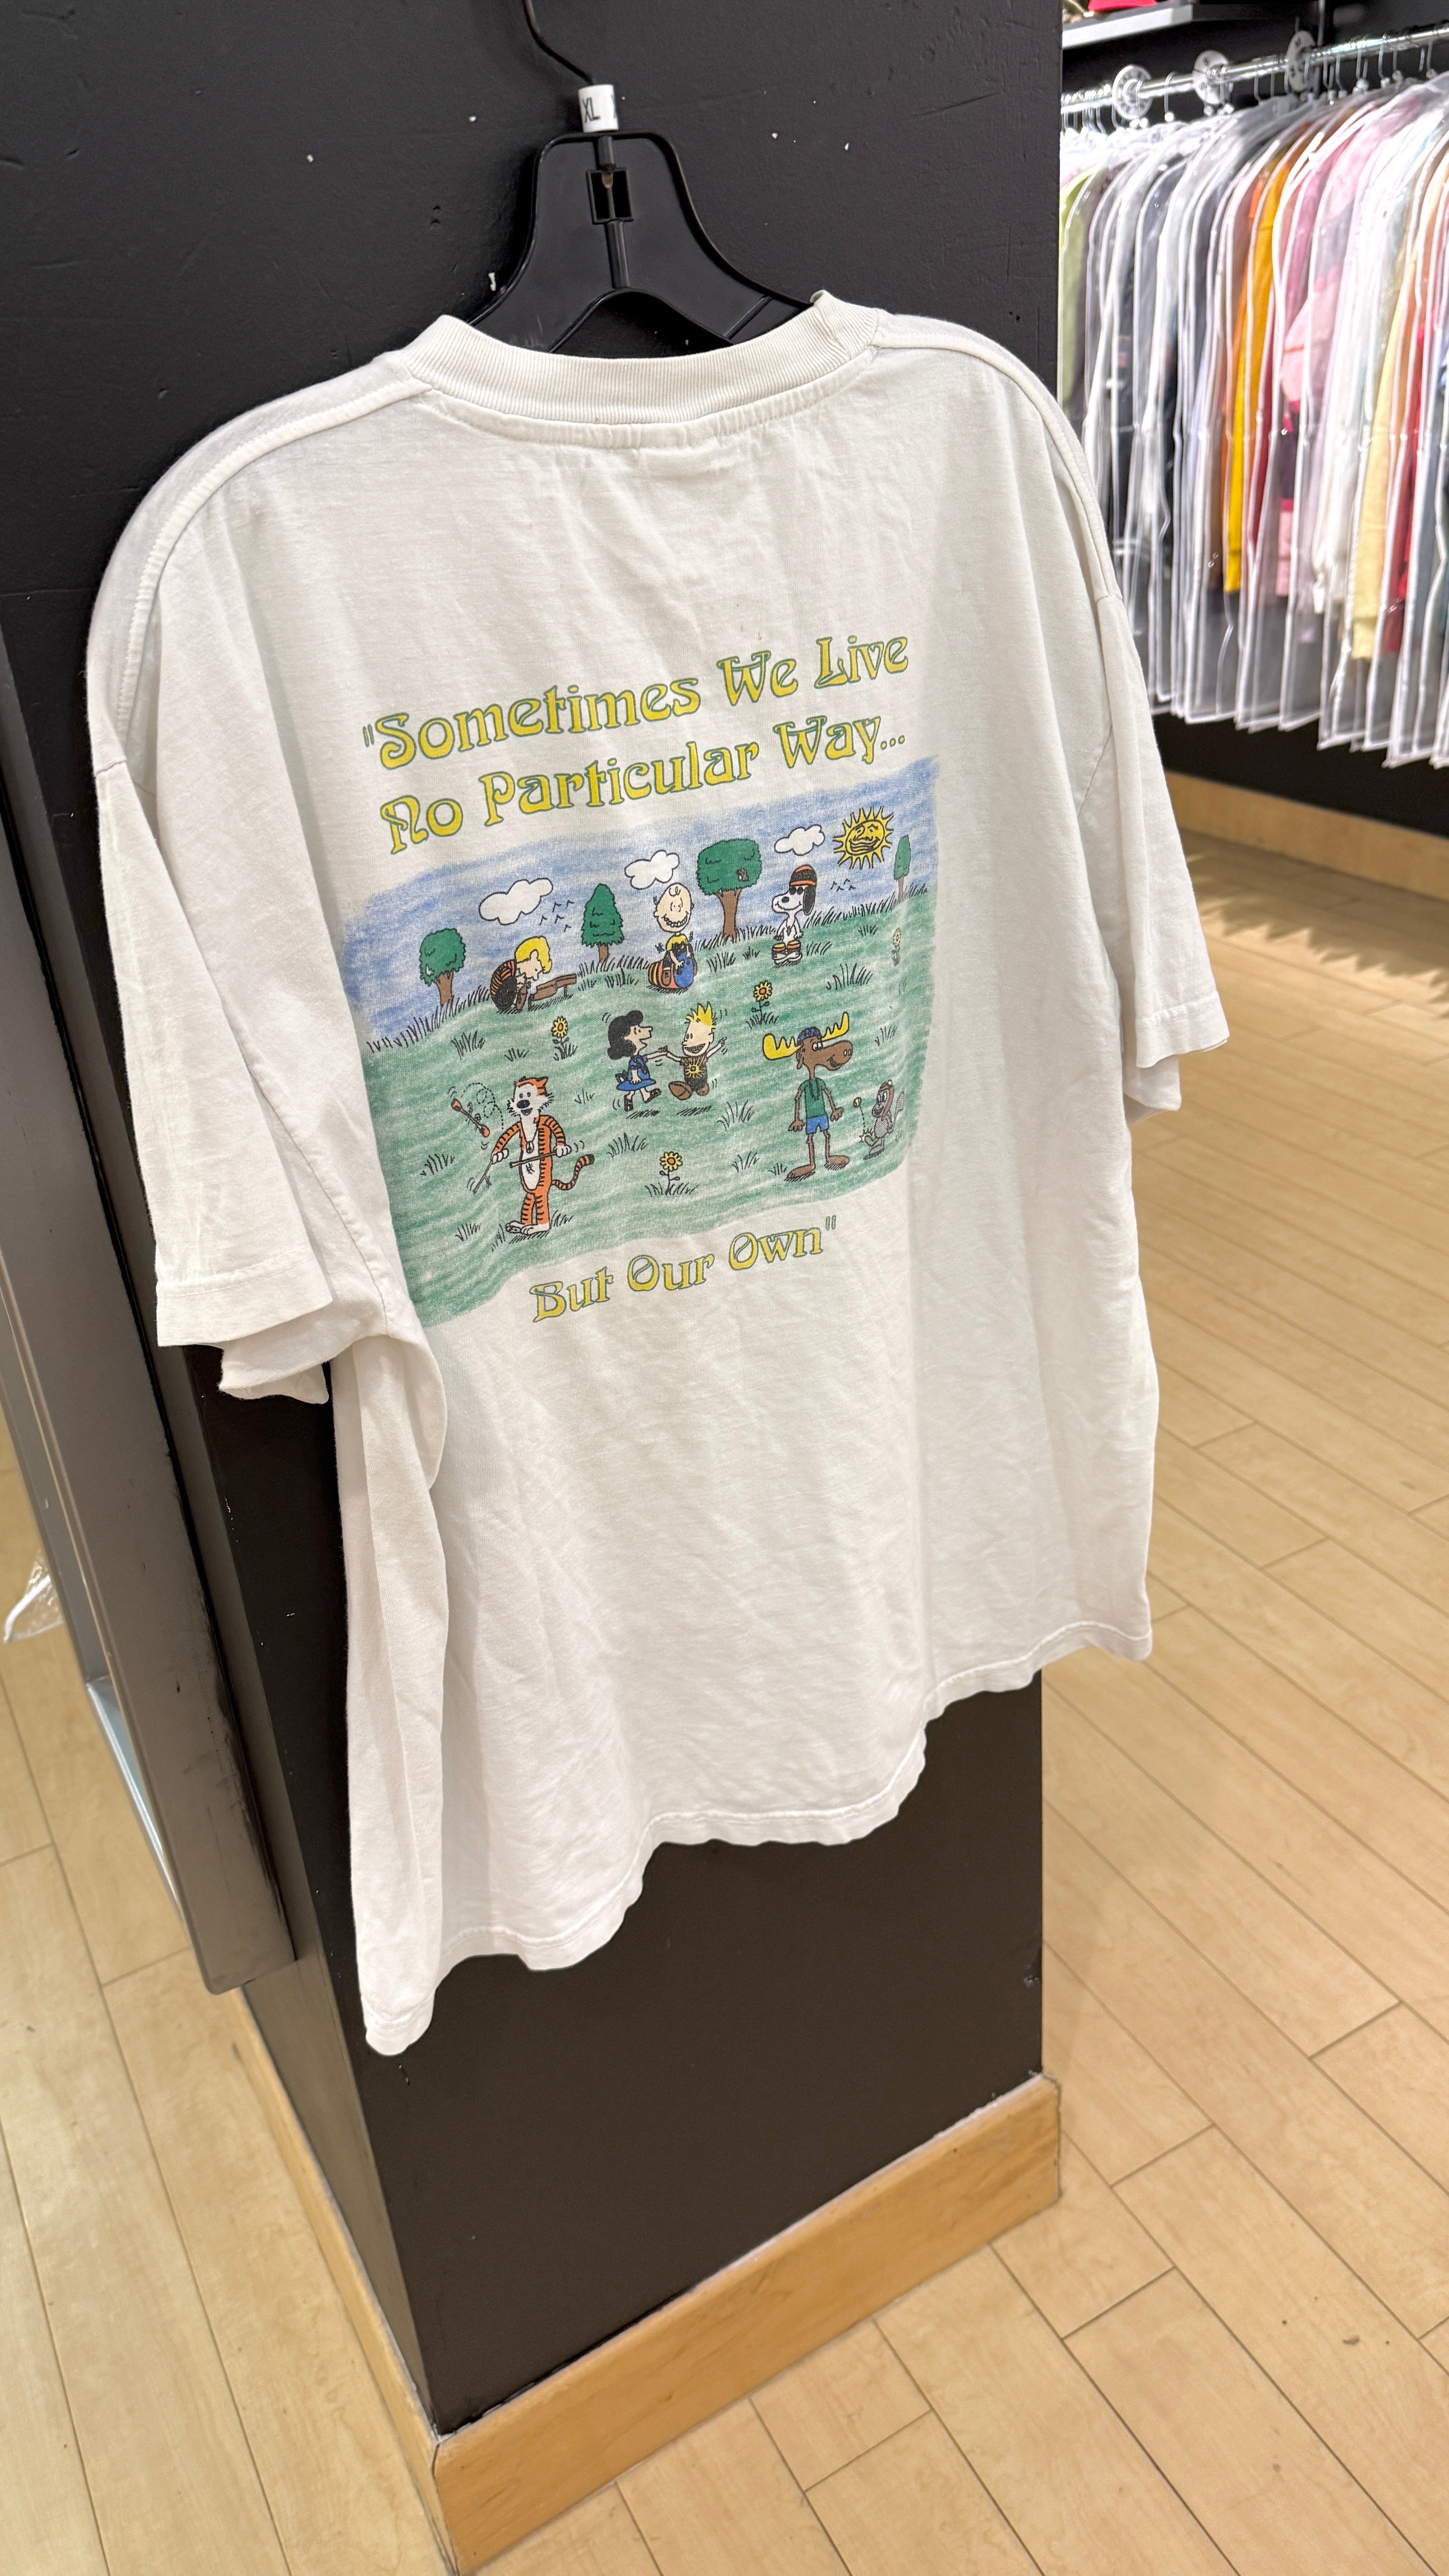 XL
"Sometimes We Live
No Particular Way...
But Our Own"